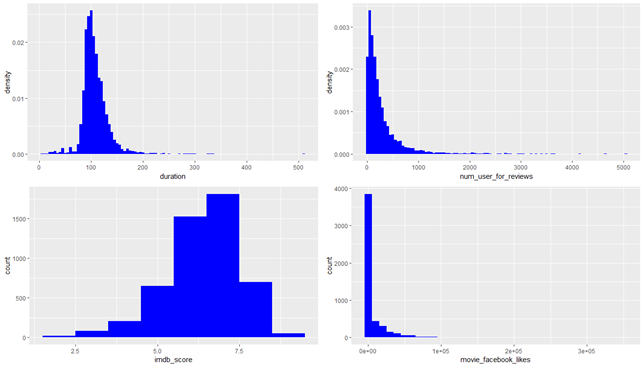 density
0.02
0.01
0.00
0 100 200 300 400 500
duration
density
0.003
0.002
0.001
0.000
0 1000 2000 3000 4000 5000
num_user_for_reviews
count
1500
1000
500
0
2.5 5.0 7.5
imdb_score
count
4000
3000
2000
1000
0
0e+00 1e+05 2e+05 3e+05
movie_facebook_likes